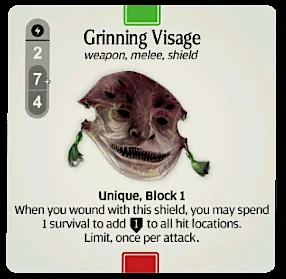 Grinning Visage
weapon, melee, shield
2
7+
4
Unique, Block 1
When you wound with this shield, you may spend
1 survival to add 1 to all hit locations.
Limit, once per attack.